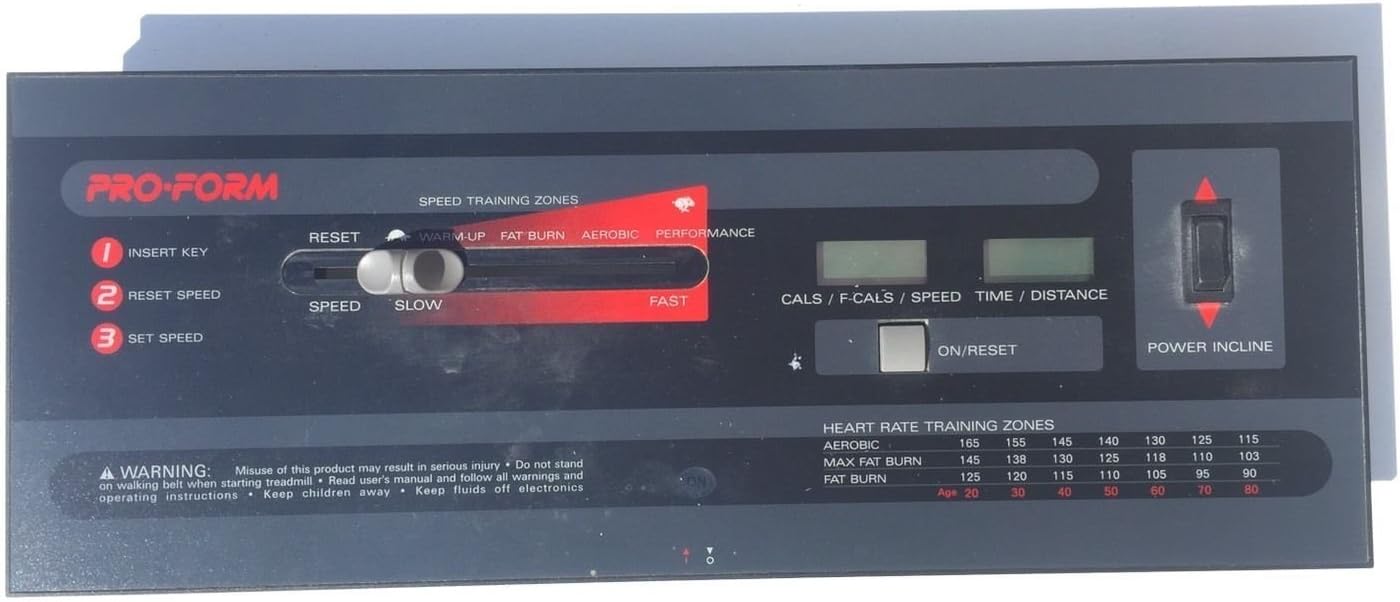 PRO·FORM
1 INSERT KEY
2 RESET SPEED
3 SET SPEED
SPEED TRAINING ZONES
RESET WARM-UP FAT BURN AEROBIC PERFORMANCE
SPEED SLOW FAST
CALS / F-CALS / SPEED TIME / DISTANCE
ON/RESET
POWER INCLINE
WARNING: Misuse of this product may result in serious injury • Do not stand
on walking belt when starting treadmill • Read user's manual and follow all warnings and
operating instructions • Keep children away • Keep fluids off electronics
ON
HEART RATE TRAINING ZONES
AEROBIC 165 155 145 140 130 125 115
MAX FAT BURN 145 138 130 125 118 110 103
FAT BURN 125 120 115 110 105 95 90
Age 20 30 40 50 60 70 80
I O